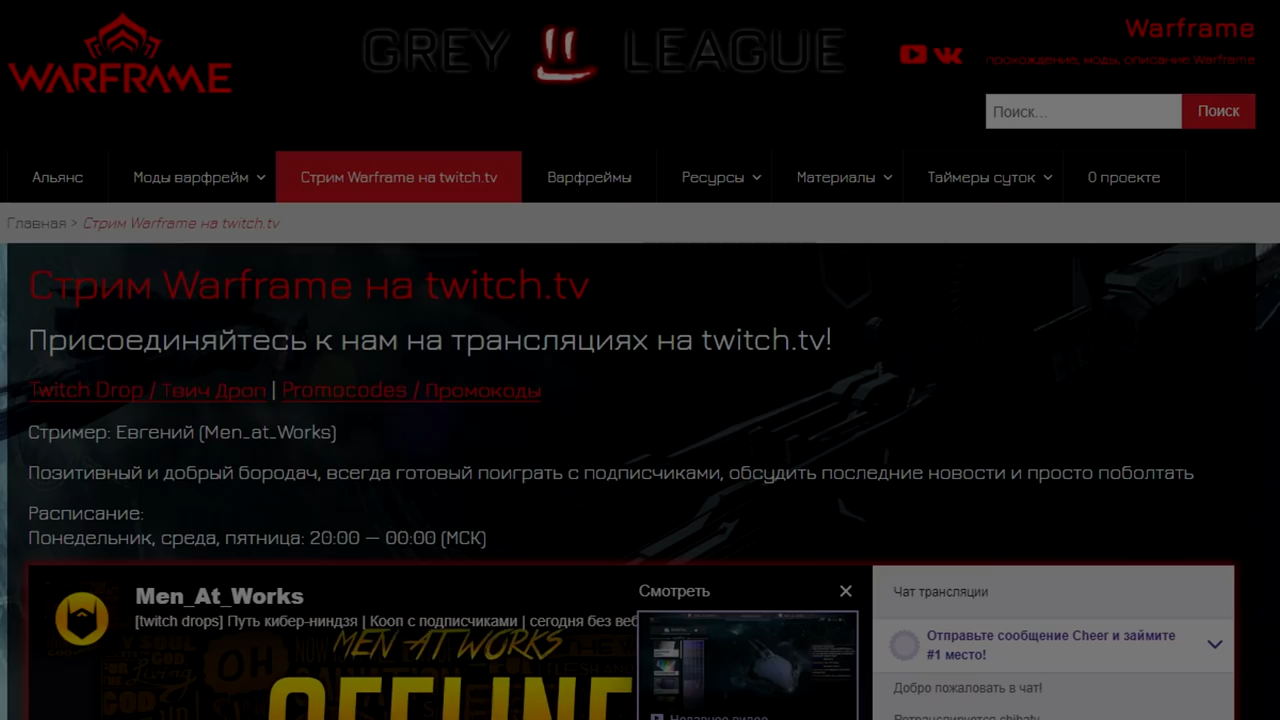 WARFRAME
GREY LEAGUE
Warframe
прохождение, моды, описание Warframe
Поиск...
Поиск
Альянс
Моды варфрейм
Стрим Warframe на twitch.tv
Варфреймы
Ресурсы
Материалы
Таймеры суток
О проекте
Главная > Стрим Warframe на twitch.tv
Стрим Warframe на twitch.tv
Присоединяйтесь к нам на трансляциях на twitch.tv!
Twitch Drop / Твич Дроп | Promocodes / Промокоды
Стример: Евгений (Men_at_Works)
Позитивный и добрый бородач, всегда готовый поиграть с подписчиками, обсудить последние новости и просто поболтать
Расписание:
Понедельник, среда, пятница: 20:00 — 00:00 (МСК)
Men_At_Works
[twitch drops] Путь кибер-ниндзя | Кооп с подписчиками | сегодня без веб
MEN AT WORKS
OFFLINE
Смотреть
Недавнее видео
Чат трансляции
Отправьте сообщение Cheer и займите
#1 место!
Добро пожаловать в чат!
Ретранслируется chibaty